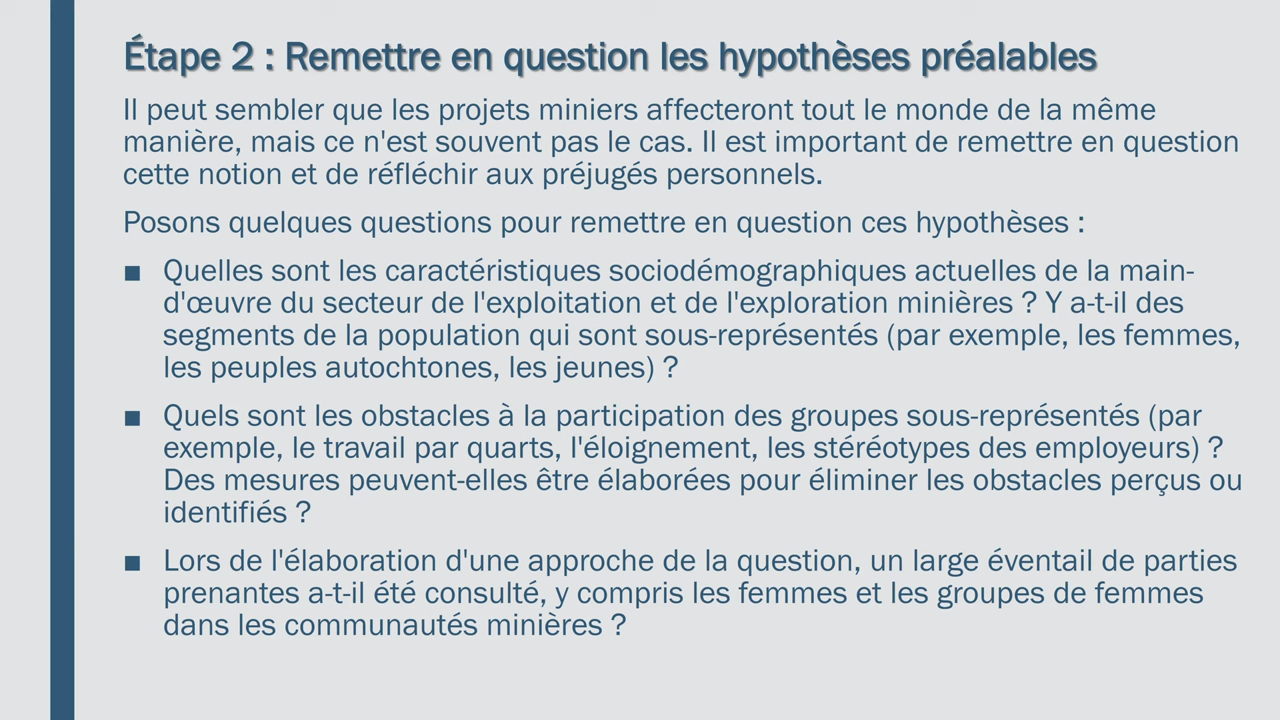 Étape 2 : Remettre en question les hypothèses préalables
Il peut sembler que les projets miniers affecteront tout le monde de la même
manière, mais ce n'est souvent pas le cas. Il est important de remettre en question
cette notion et de réfléchir aux préjugés personnels.
Posons quelques questions pour remettre en question ces hypothèses :
■ Quelles sont les caractéristiques sociodémographiques actuelles de la main-
d'œuvre du secteur de l'exploitation et de l'exploration minières ? Y a-t-il des
segments de la population qui sont sous-représentés (par exemple, les femmes,
les peuples autochtones, les jeunes) ?
■ Quels sont les obstacles à la participation des groupes sous-représentés (par
exemple, le travail par quarts, l'éloignement, les stéréotypes des employeurs) ?
Des mesures peuvent-elles être élaborées pour éliminer les obstacles perçus ou
identifiés ?
■ Lors de l'élaboration d'une approche de la question, un large éventail de parties
prenantes a-t-il été consulté, y compris les femmes et les groupes de femmes
dans les communautés minières ?